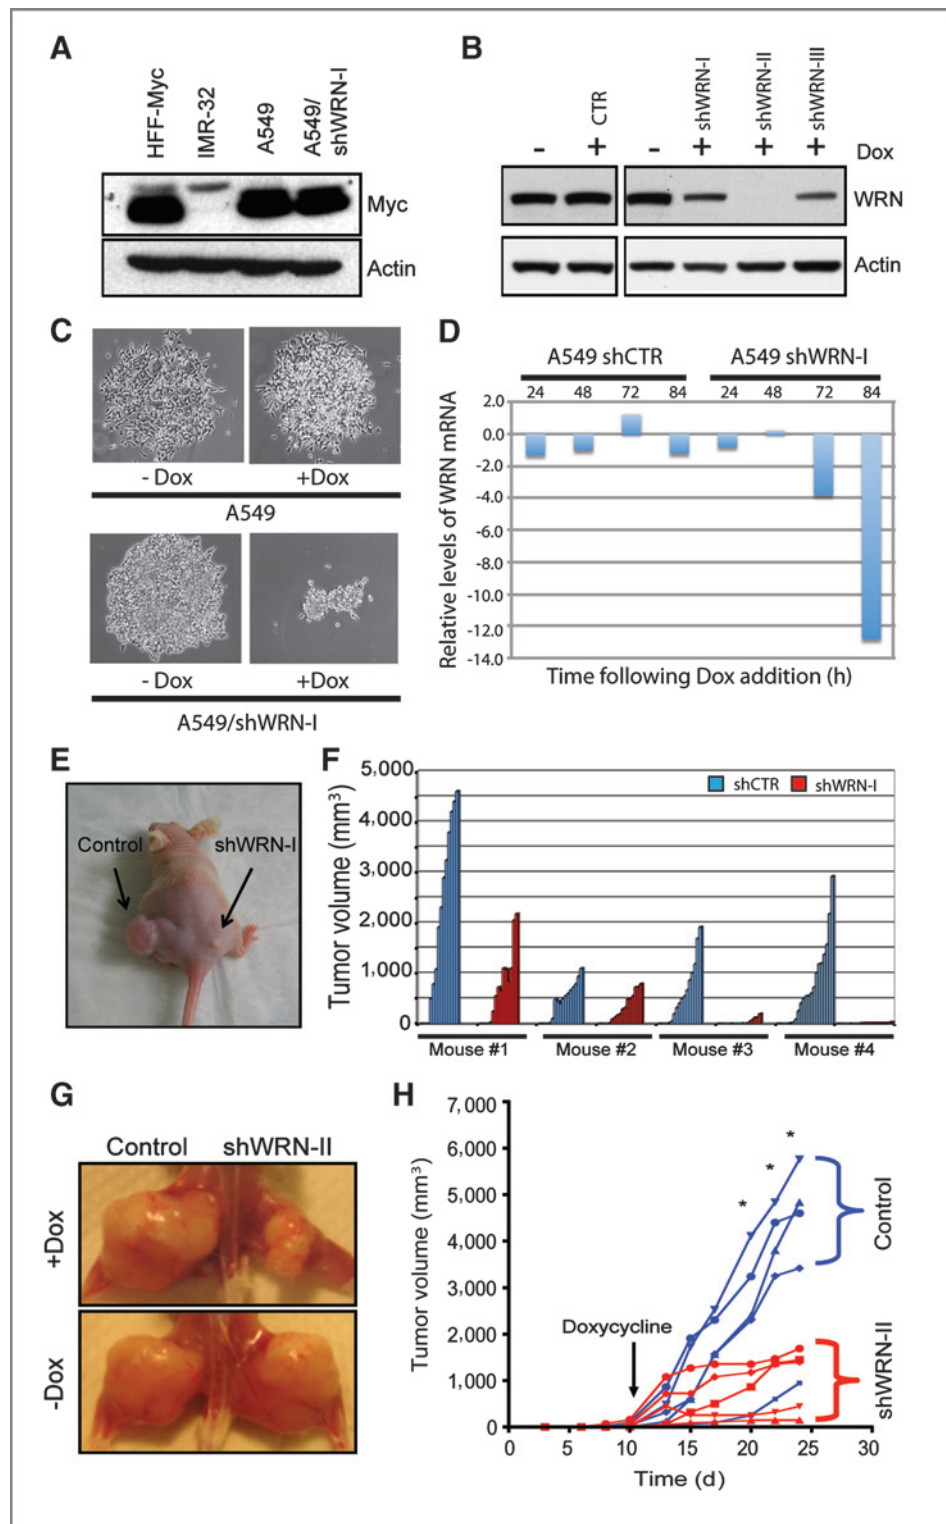 A
HFF-Myc
IMR-32
A549
A549/
shWRN-I
Myc
Actin
B
CTR
shWRN-I
shWRN-II
shWRN-III
- + - + + + Dox
WRN
Actin
C
- Dox +Dox
A549
- Dox +Dox
A549/shWRN-I
D
A549 shCTR A549 shWRN-I
24 48 72 84 24 48 72 84
Relative levels of WRN mRNA
2.0
0.0
-2.0
-4.0
-6.0
-8.0
-10.0
-12.0
-14.0
Time following Dox addition (h)
E
Control shWRN-I
F
Tumor volume (mm³)
5,000
4,000
3,000
2,000
1,000
0
shCTR shWRN-I
Mouse #1 Mouse #2 Mouse #3 Mouse #4
G
Control shWRN-II
+Dox
-Dox
H
Tumor volume (mm³)
7,000
6,000
5,000
4,000
3,000
2,000
1,000
0
* * *
Doxycycline
Control
shWRN-II
0 5 10 15 20 25 30
Time (d)